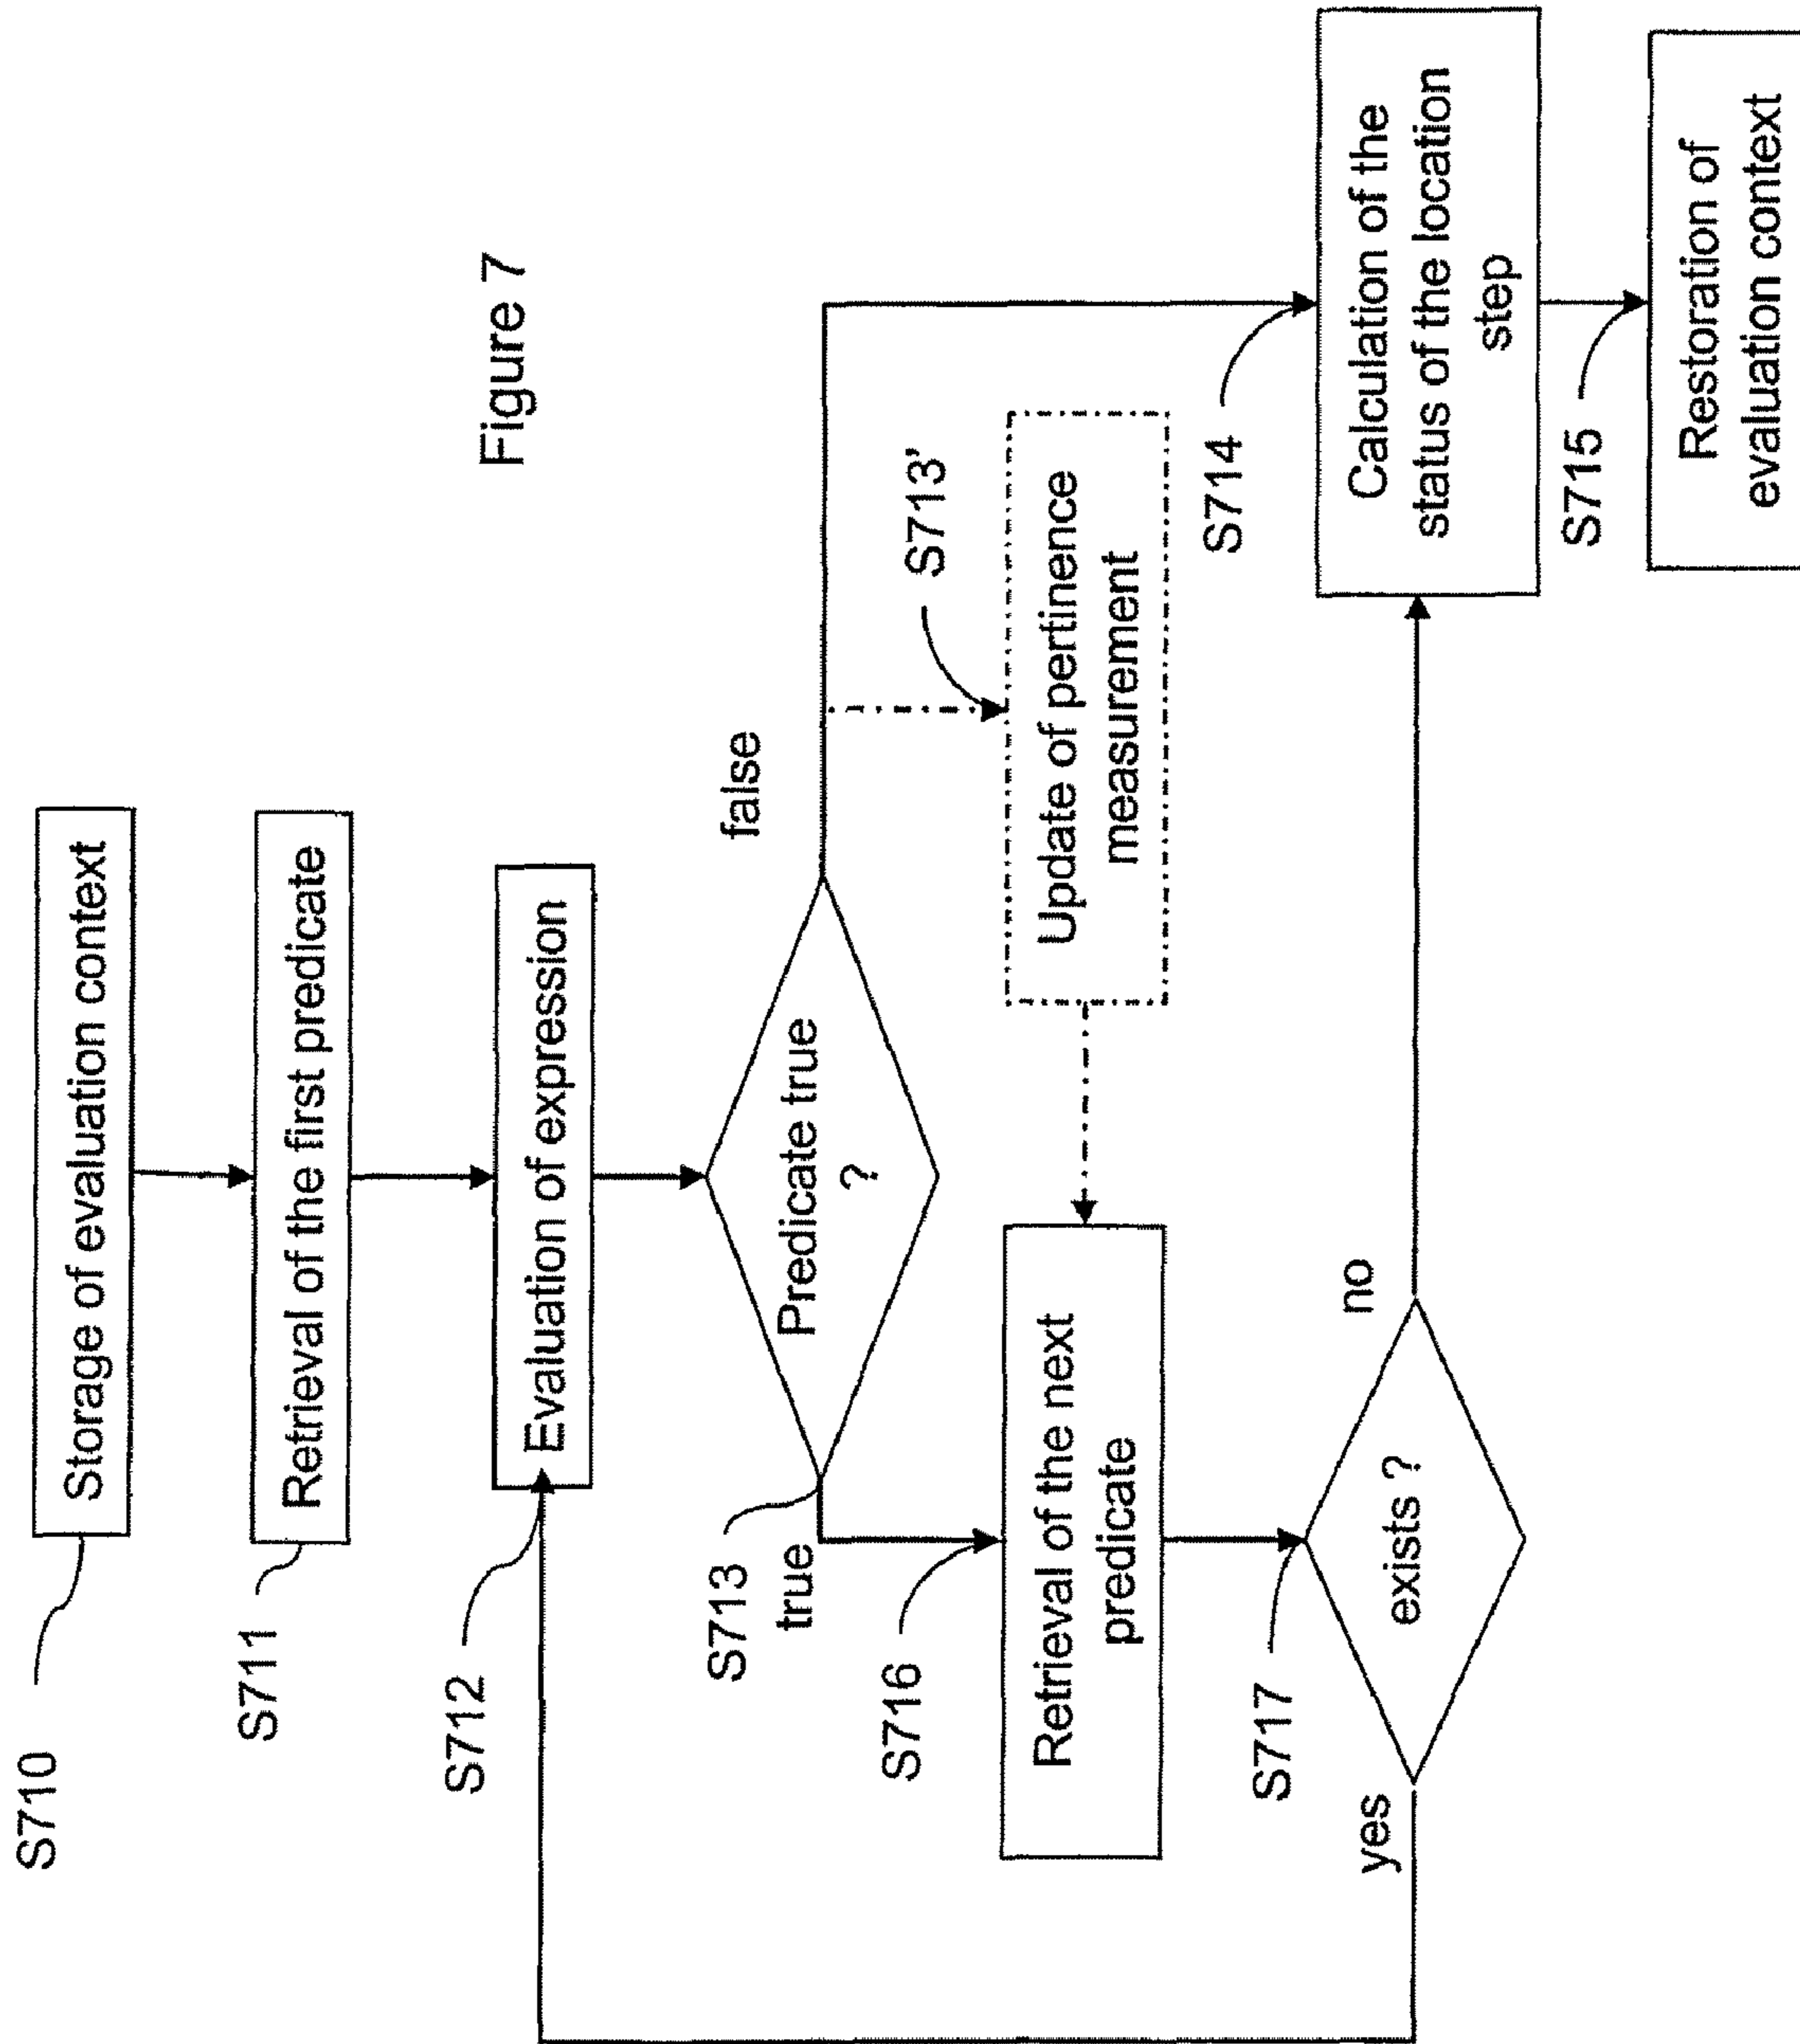 Figure 7
S710
Storage of evaluation context
S711
Retrieval of the first predicate
S712
Evaluation of expression
S713
Predicate true
?
true
false
S713'
Update of pertinence
measurement
S716
Retrieval of the next
predicate
S717
exists ?
yes
no
S714
Calculation of the
status of the location
step
S715
Restoration of
evaluation context